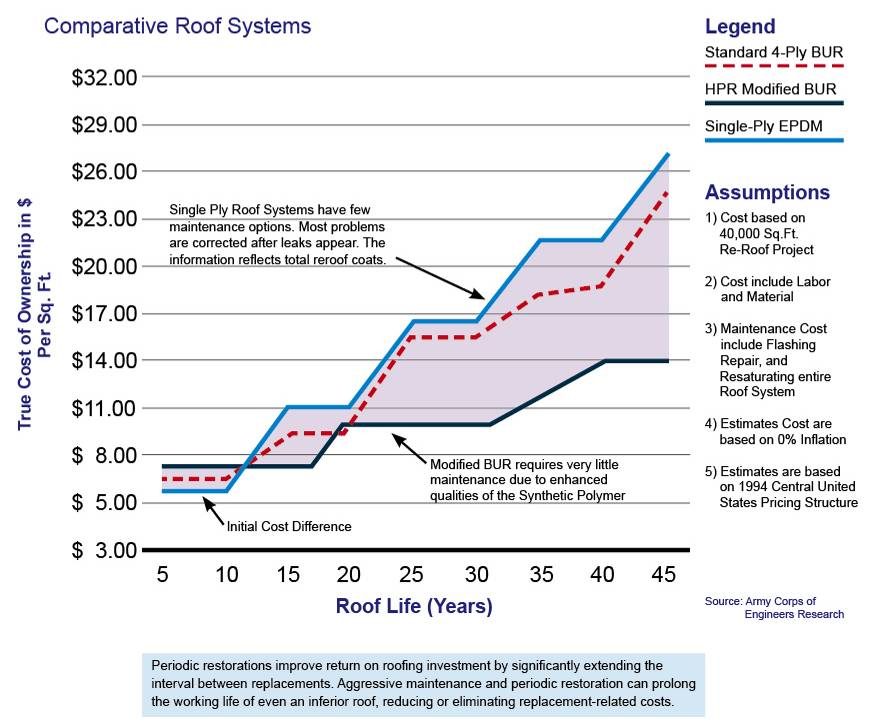 Comparative Roof Systems
Legend
Standard 4-Ply BUR
HPR Modified BUR
Single-Ply EPDM
Assumptions
1) Cost based on
40,000 Sq.Ft.
Re-Roof Project
2) Cost include Labor
and Material
3) Maintenance Cost
include Flashing
Repair, and
Resaturating entire
Roof System
4) Estimates Cost are
based on 0% Inflation
5) Estimates are based
on 1994 Central United
States Pricing Structure
Source: Army Corps of
Engineers Research
True Cost of Ownership in $
Per Sq. Ft.
$32.00
$29.00
$26.00
$23.00
$20.00
$17.00
$14.00
$11.00
$ 8.00
$ 5.00
$ 3.00
Single Ply Roof Systems have few
maintenance options. Most problems
are corrected after leaks appear. The
information reflects total reroof coats.
Modified BUR requires very little
maintenance due to enhanced
qualities of the Synthetic Polymer
Initial Cost Difference
5 10 15 20 25 30 35 40 45
Roof Life (Years)
Periodic restorations improve return on roofing investment by significantly extending the
interval between replacements. Aggressive maintenance and periodic restoration can prolong
the working life of even an inferior roof, reducing or eliminating replacement-related costs.